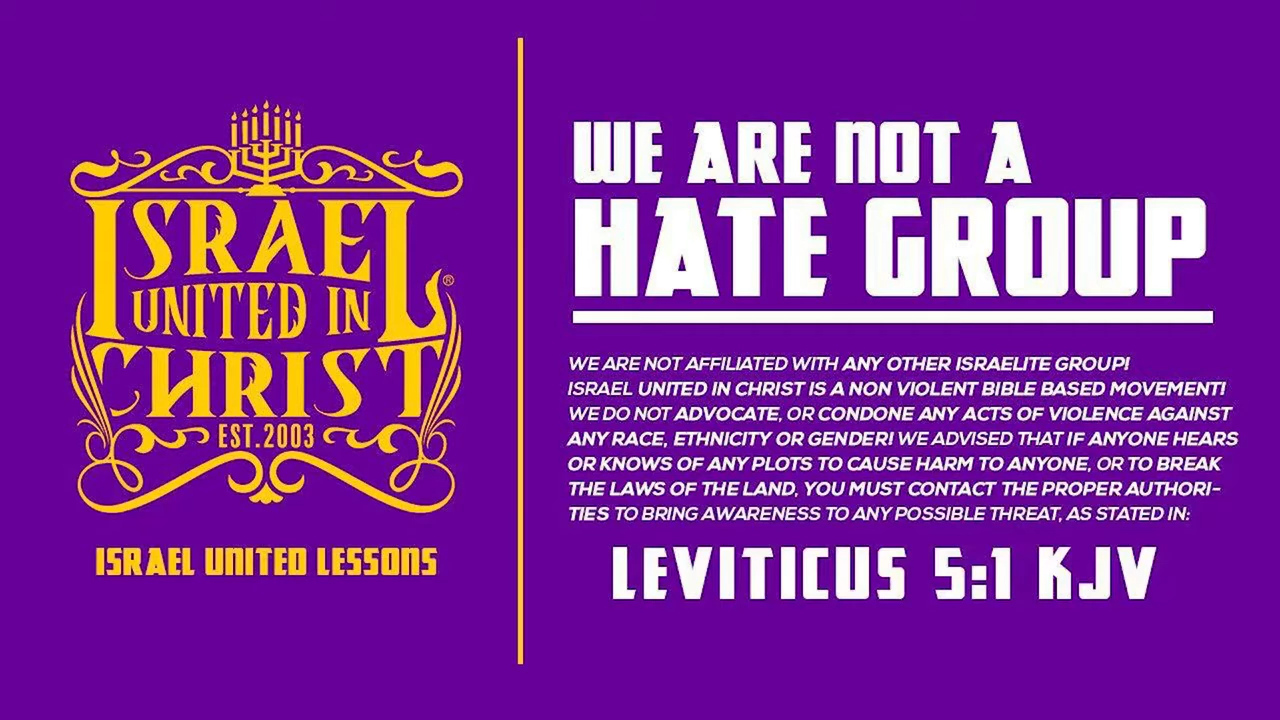 ISRAEL
UNITED IN
CHRIST
®
EST.2003
ISRAEL UNITED LESSONS
WE ARE NOT A
HATE GROUP
WE ARE NOT AFFILIATED WITH ANY OTHER ISRAELITE GROUP!
ISRAEL UNITED IN CHRIST IS A NON VIOLENT BIBLE BASED MOVEMENT!
WE DO NOT ADVOCATE, OR CONDONE ANY ACTS OF VIOLENCE AGAINST
ANY RACE, ETHNICITY OR GENDER! WE ADVISED THAT IF ANYONE HEARS
OR KNOWS OF ANY PLOTS TO CAUSE HARM TO ANYONE, OR TO BREAK
THE LAWS OF THE LAND, YOU MUST CONTACT THE PROPER AUTHORI-
TIES TO BRING AWARENESS TO ANY POSSIBLE THREAT, AS STATED IN:
LEVITICUS 5:1 KJV